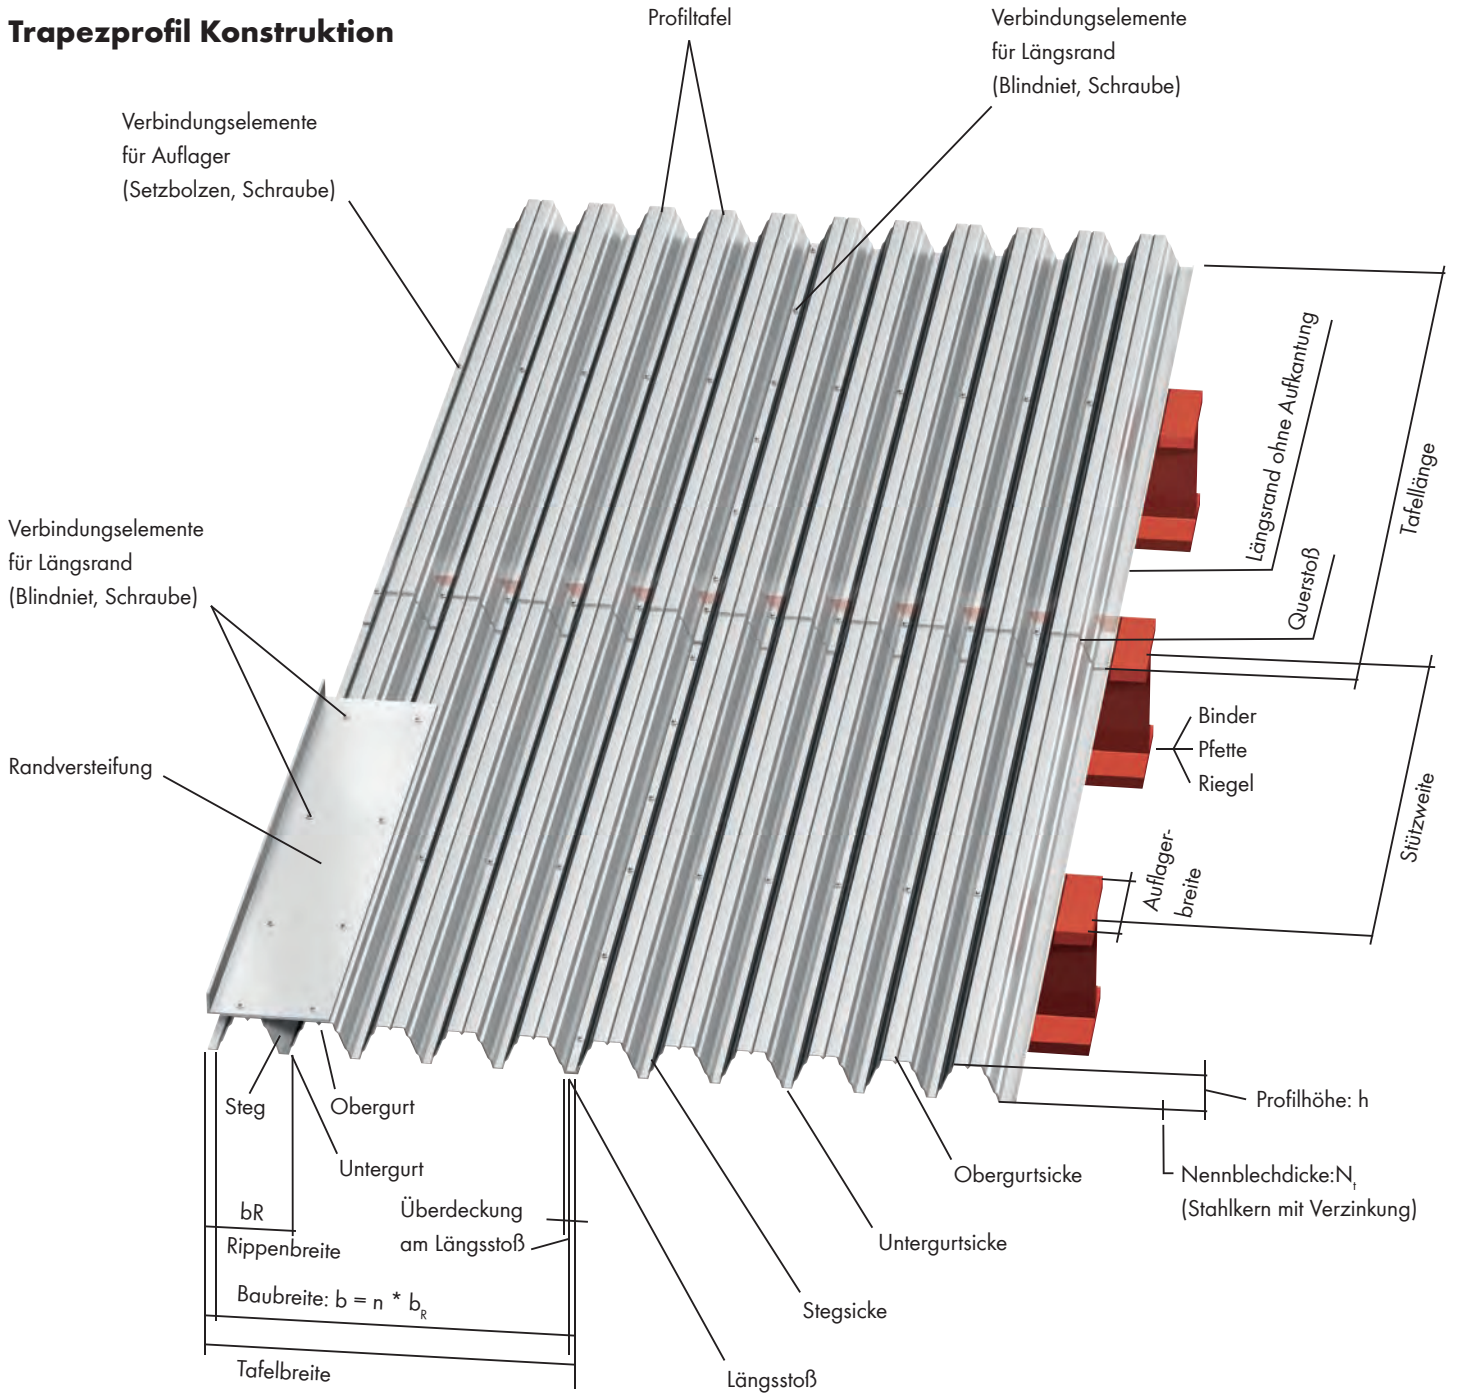 Trapezprofil Konstruktion
Profiltafel
Verbindungselemente
für Längsrand
(Blindniet, Schraube)
Verbindungselemente
für Auflager
(Setzbolzen, Schraube)
Längsrand ohne Aufkantung
Tafellänge
Querstoß
Verbindungselemente
für Längsrand
(Blindniet, Schraube)
Randversteifung
Binder
Pfette
Riegel
Stützweite
Auflager-
breite
Steg
Obergurt
Untergurt
Profilhöhe: h
Nennblechdicke:Nt
(Stahlkern mit Verzinkung)
Obergurtsicke
Untergurtsicke
Stegsicke
Längsstoß
Überdeckung
am Längsstoß
bR
Rippenbreite
Baubreite: b = n * bR
Tafelbreite